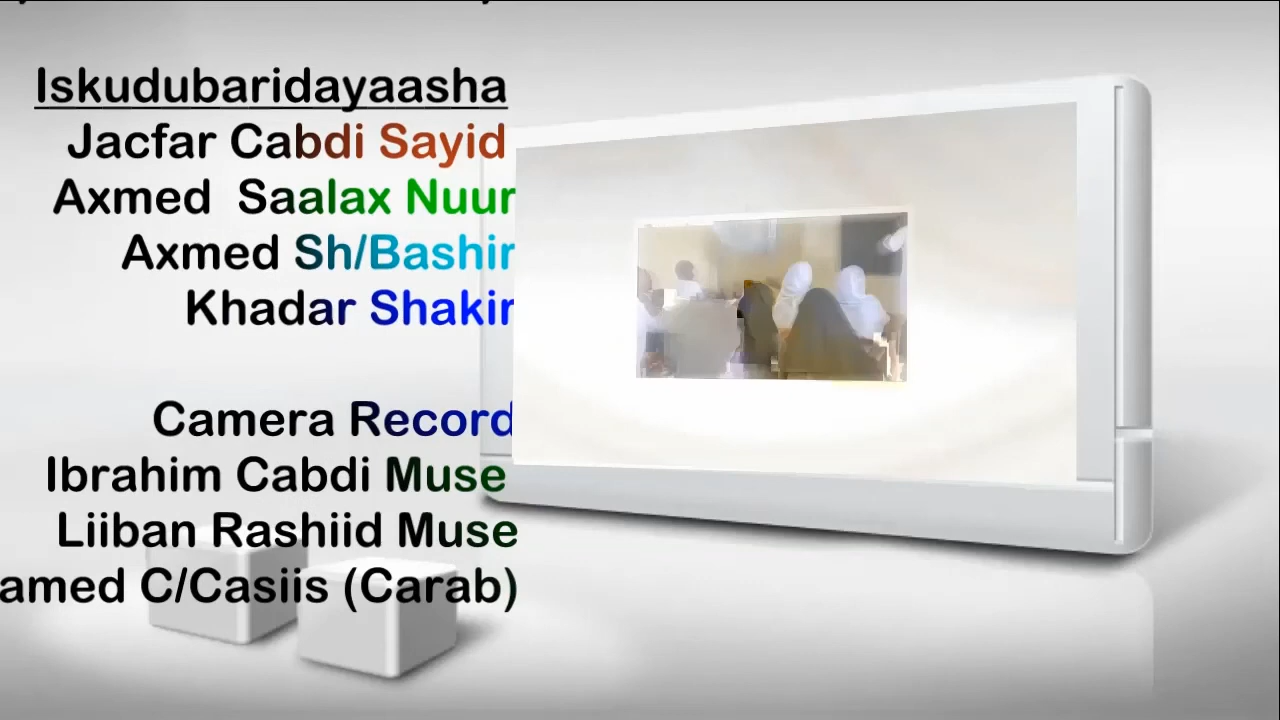 Iskudubaridayaasha
Jacfar Cabdi Sayid
Axmed Saalax Nuur
Axmed Sh/Bashir
Khadar Shakir
Camera Record
Ibrahim Cabdi Muse
Liiban Rashiid Muse
C/Casiis (Carab)